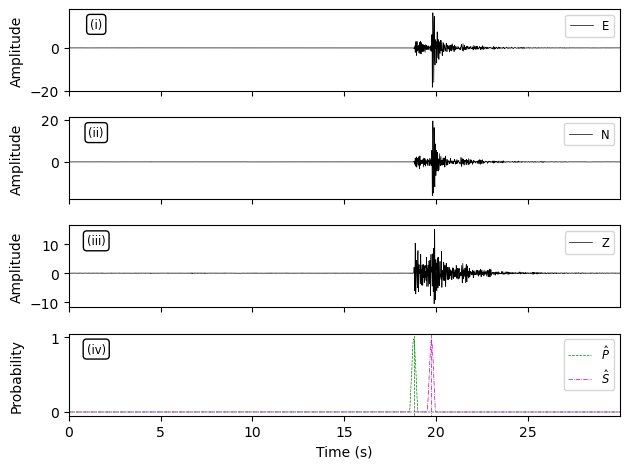 (i)
E
Amplitude
0
−20
(ii)
N
Amplitude
20
0
(iii)
Z
Amplitude
10
0
−10
(iv)
P̂
Ŝ
Probability
1
0
0 5 10 15 20 25
Time (s)